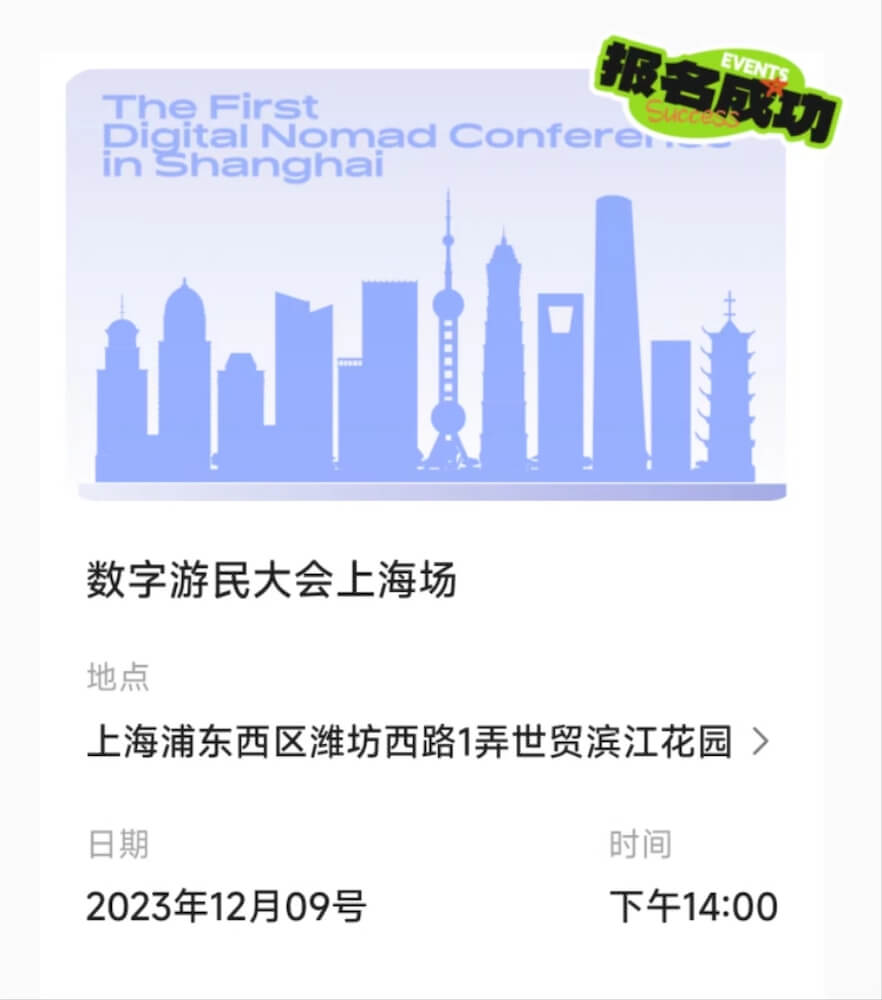 报名成功
EVENTS
Success
The First
Digital Nomad Conference
in Shanghai
数字游民大会上海场
地点
上海浦东西区潍坊西路1弄世贸滨江花园
日期
时间
2023年12月09号
下午14:00